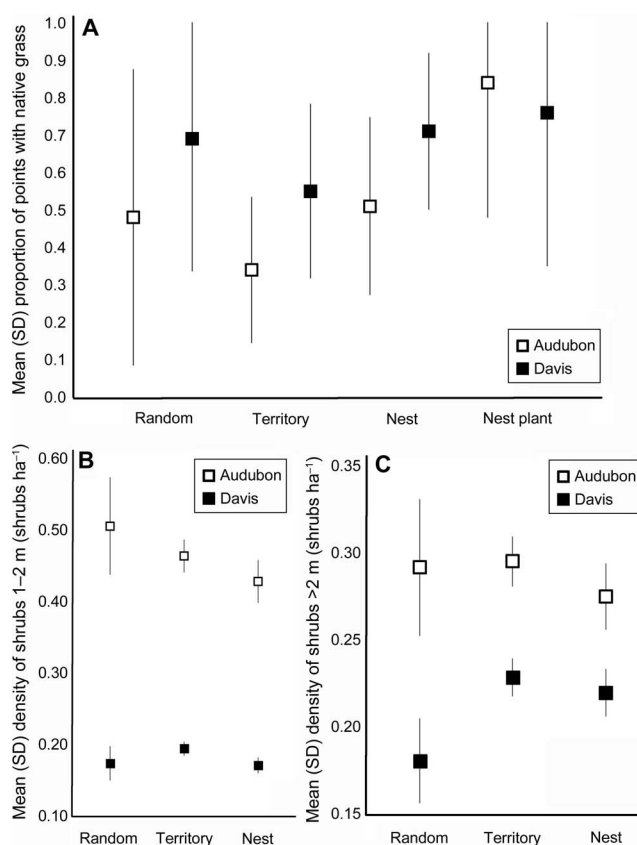 A
Mean (SD) proportion of points with native grass
1.0
0.9
0.8
0.7
0.6
0.5
0.4
0.3
0.2
0.1
0.0
Audubon
Davis
Random Territory Nest Nest plant
B
Mean (SD) density of shrubs 1–2 m (shrubs ha⁻¹)
0.60
0.50
0.40
0.30
0.20
0.10
Audubon
Davis
Random Territory Nest
C
Mean (SD) density of shrubs >2 m (shrubs ha⁻¹)
0.35
0.30
0.25
0.20
0.15
Audubon
Davis
Random Territory Nest